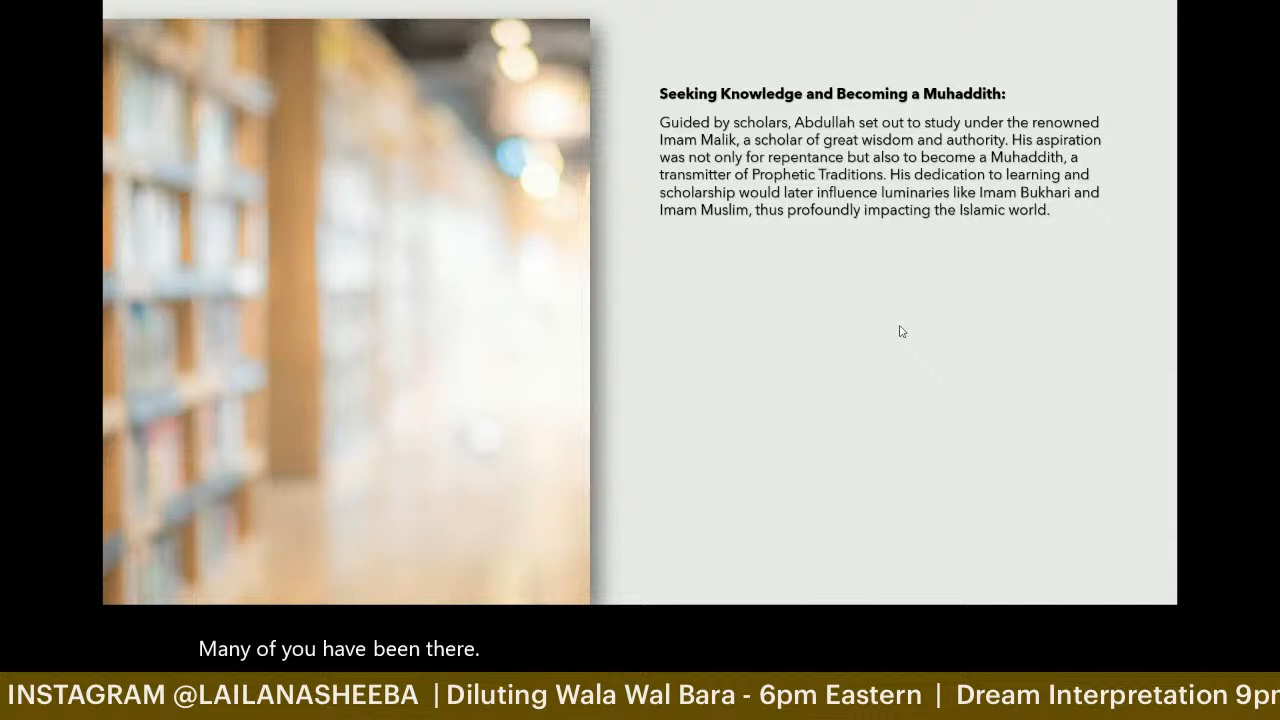 Seeking Knowledge and Becoming a Muhaddith:
Guided by scholars, Abdullah set out to study under the renowned
Imam Malik, a scholar of great wisdom and authority. His aspiration
was not only for repentance but also to become a Muhaddith, a
transmitter of Prophetic Traditions. His dedication to learning and
scholarship would later influence luminaries like Imam Bukhari and
Imam Muslim, thus profoundly impacting the Islamic world.
Many of you have been there.
INSTAGRAM @LAILANASHEEBA | Diluting Wala Wal Bara - 6pm Eastern | Dream Interpretation 9pm